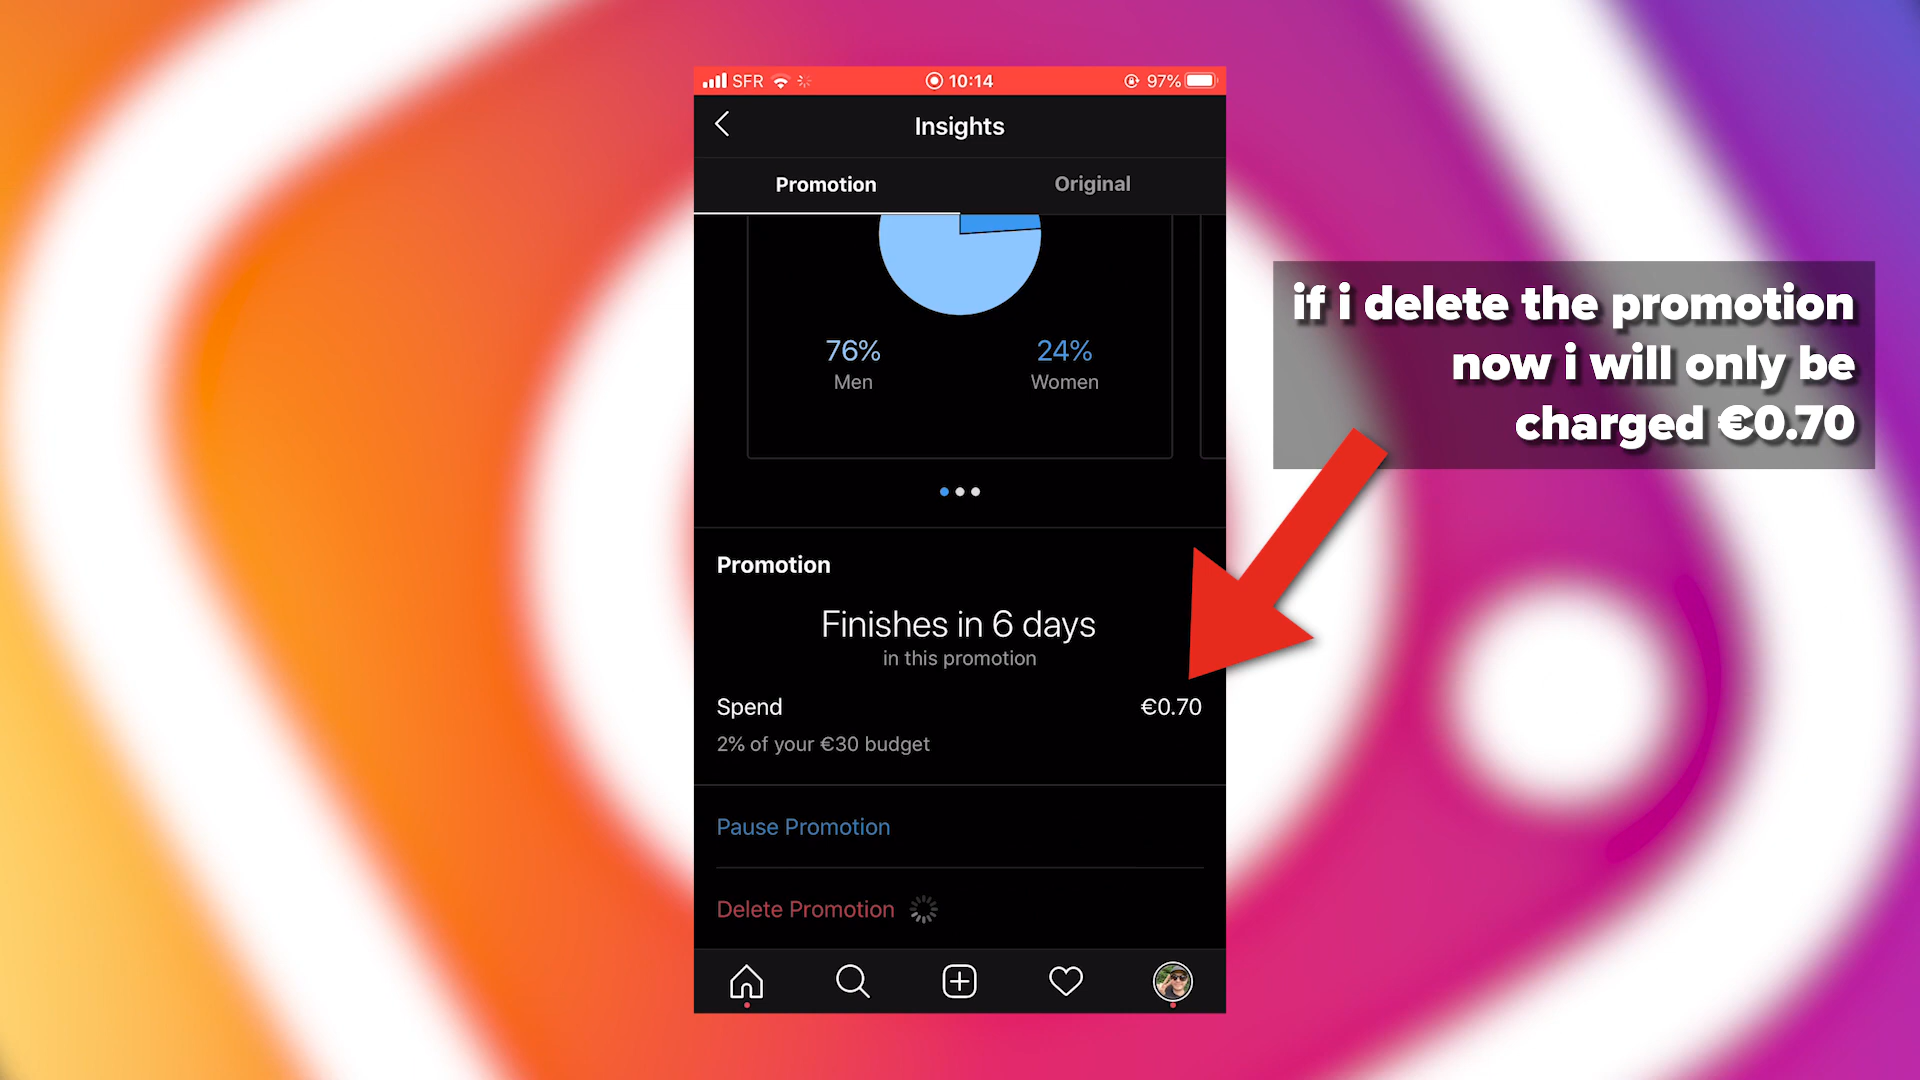 SFR
10:14
97%
Insights
Promotion
Original
76%
24%
Men
Women
if i delete the promotion
now i will only be
charged €0.70
Promotion
Finishes in 6 days
in this promotion
Spend
€0.70
2% of your €30 budget
Pause Promotion
Delete Promotion